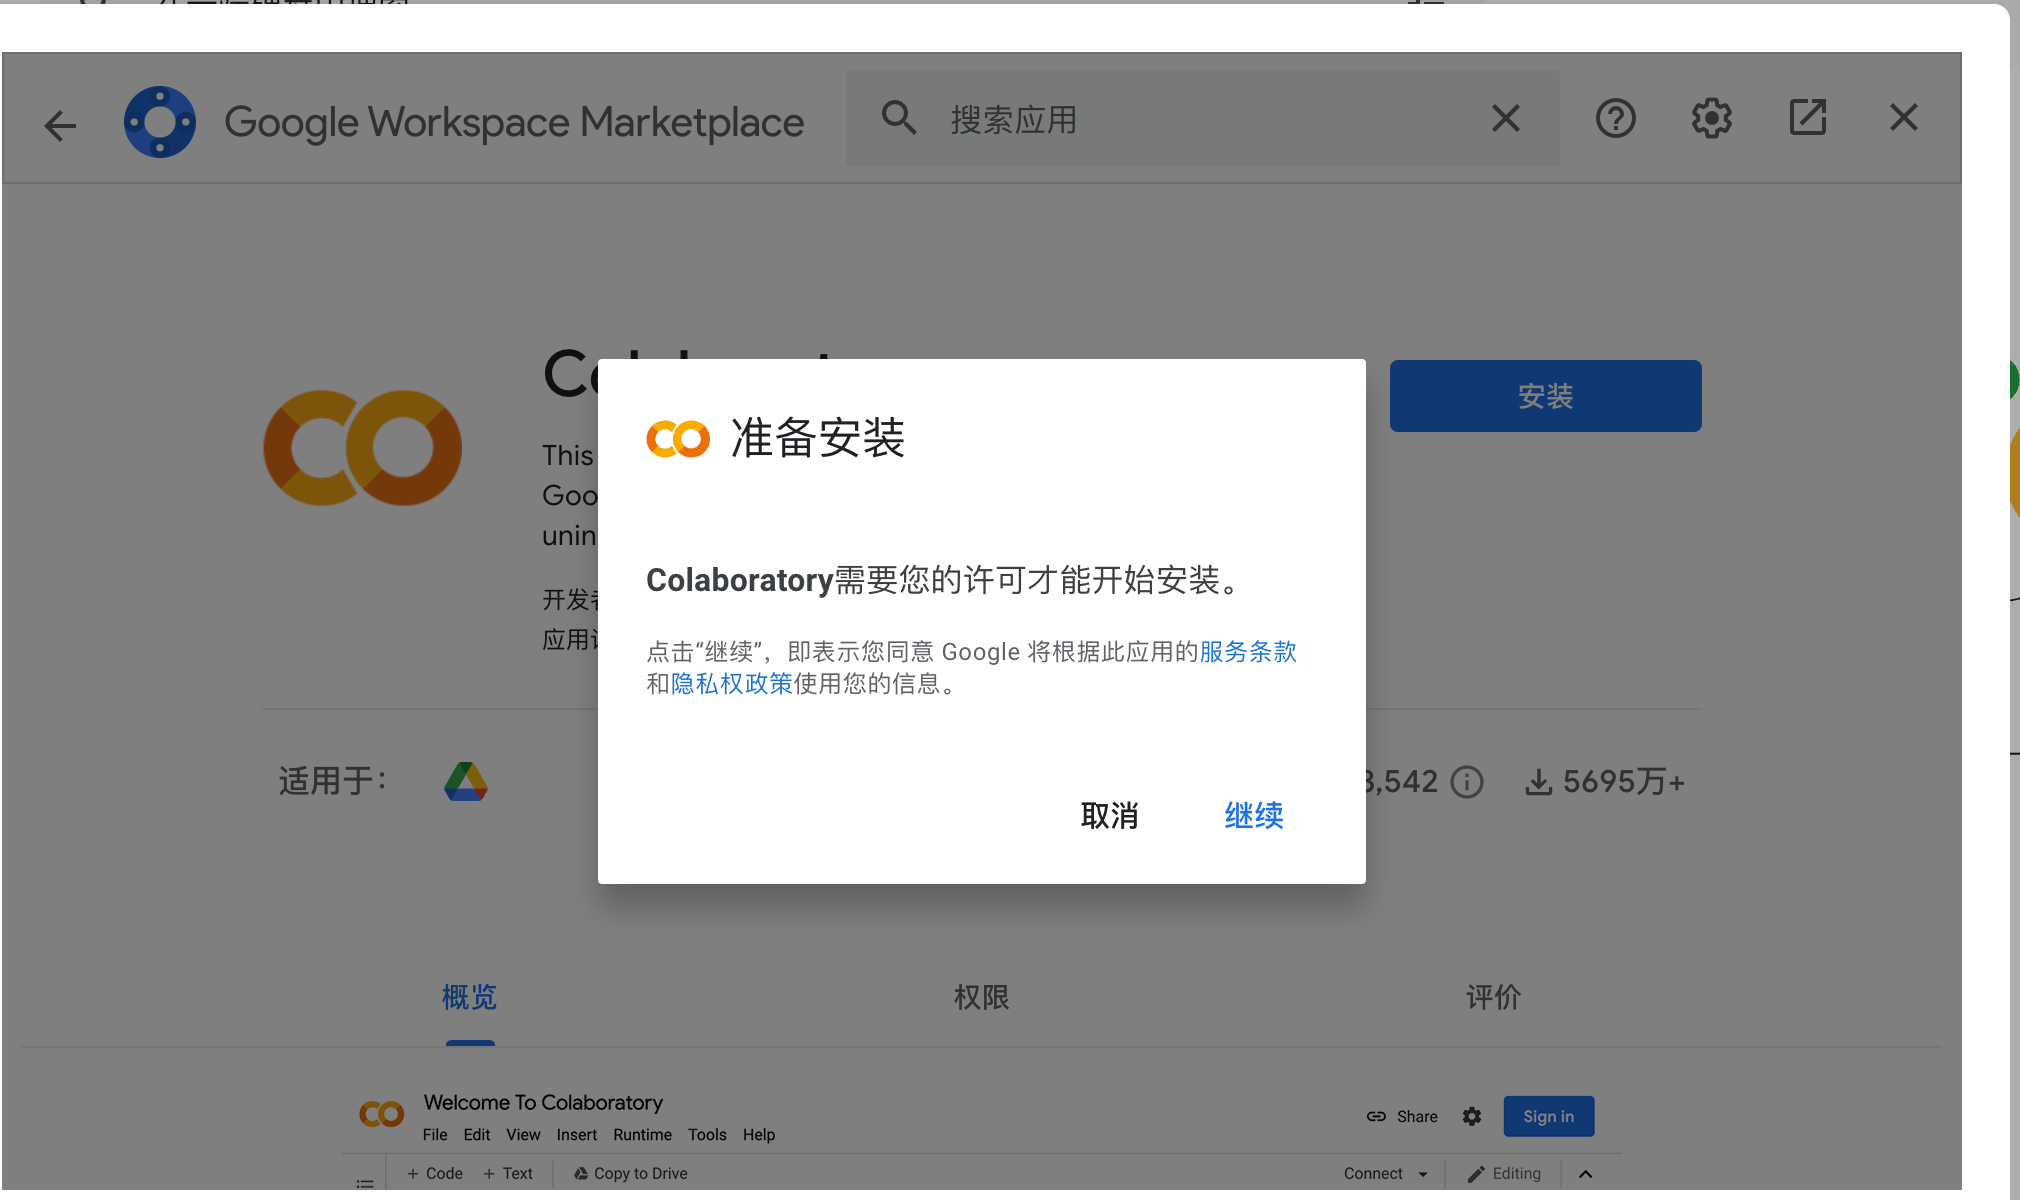 Google Workspace Marketplace
搜索应用
安装
This
Goo
unin
开发
应用
准备安装
Colaboratory需要您的许可才能开始安装。
点击“继续”，即表示您同意 Google 将根据此应用的服务条款
和隐私权政策使用您的信息。
取消
继续
适用于：
3,542
5695万+
概览
权限
评价
Welcome To Colaboratory
File Edit View Insert Runtime Tools Help
Share
Sign in
+ Code + Text
Copy to Drive
Connect
Editing